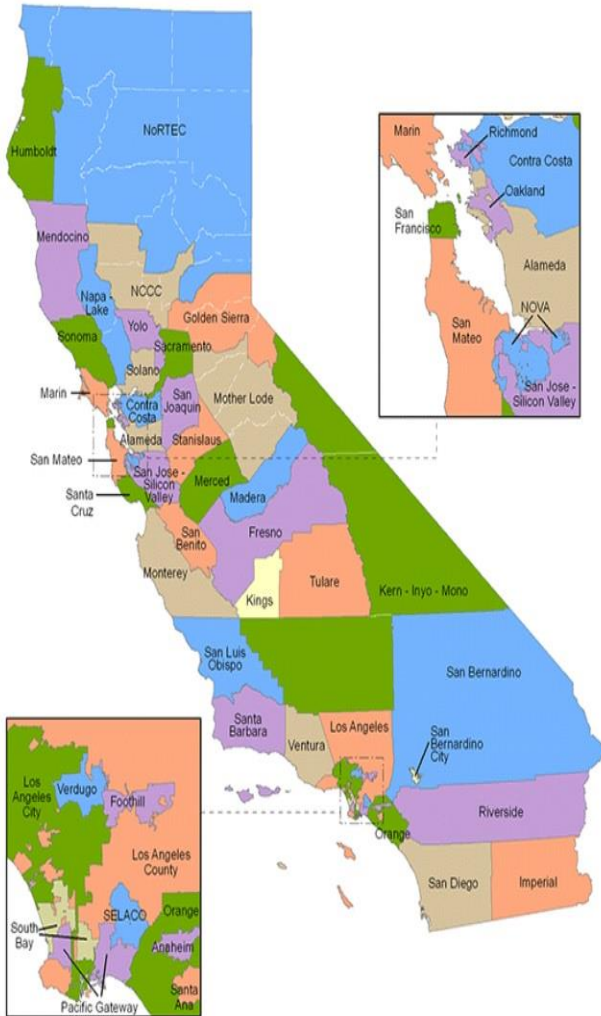 NoRTEC
Humboldt
Mendocino
NCCC
Napa -
Lake
Golden Sierra
Yolo
Sonoma
Sacramento
Solano
Marin
Contra
Costa
San
Joaquin
Mother Lode
Alameda
Stanislaus
San Mateo
San Jose -
Silicon
Valley
Merced
Santa
Cruz
Madera
Fresno
San
Benito
Monterey
Kings
Tulare
Kern - Inyo - Mono
San Luis
Obispo
San Bernardino
Santa
Barbara
Ventura
Los Angeles
San
Bernardino
City
Orange
Riverside
San Diego
Imperial
Marin
Richmond
Contra Costa
Oakland
San
Francisco
Alameda
NOVA
San
Mateo
San Jose -
Silicon Valley
Los
Angeles
City
Verdugo
Foothill
Los Angeles
County
SELACO
Orange
South
Bay
Anaheim
Santa
Ana
Pacific Gateway